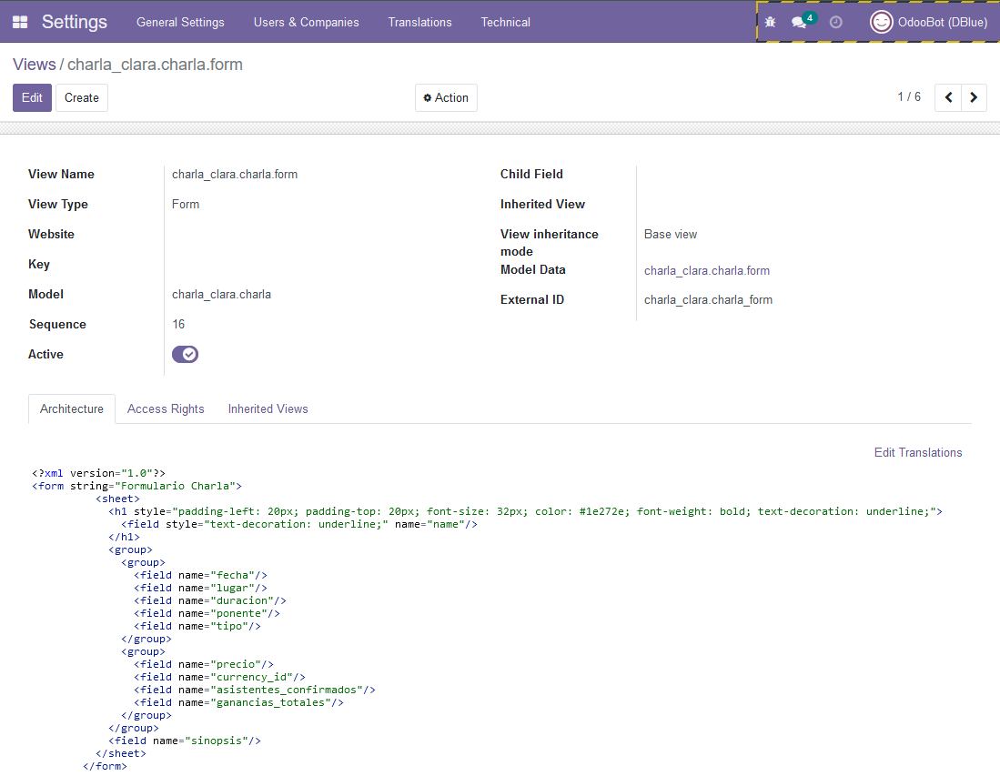 Settings General Settings Users & Companies Translations Technical 4 OdooBot (DBlue)
Views / charla_clara.charla.form
Edit Create Action 1 / 6
View Name charla_clara.charla.form Child Field
View Type Form Inherited View
Website View inheritance mode Base view
Key Model Data charla_clara.charla.form
Model charla_clara.charla External ID charla_clara.charla_form
Sequence 16
Active
Architecture Access Rights Inherited Views
Edit Translations
<?xml version="1.0"?>
<form string="Formulario Charla">
<sheet>
<h1 style="padding-left: 20px; padding-top: 20px; font-size: 32px; color: #1e272e; font-weight: bold; text-decoration: underline;">
<field style="text-decoration: underline;" name="name"/>
</h1>
<group>
<group>
<field name="fecha"/>
<field name="lugar"/>
<field name="duracion"/>
<field name="ponente"/>
<field name="tipo"/>
</group>
<group>
<field name="precio"/>
<field name="currency_id"/>
<field name="asistentes_confirmados"/>
<field name="ganancias_totales"/>
</group>
</group>
<field name="sinopsis"/>
</sheet>
</form>